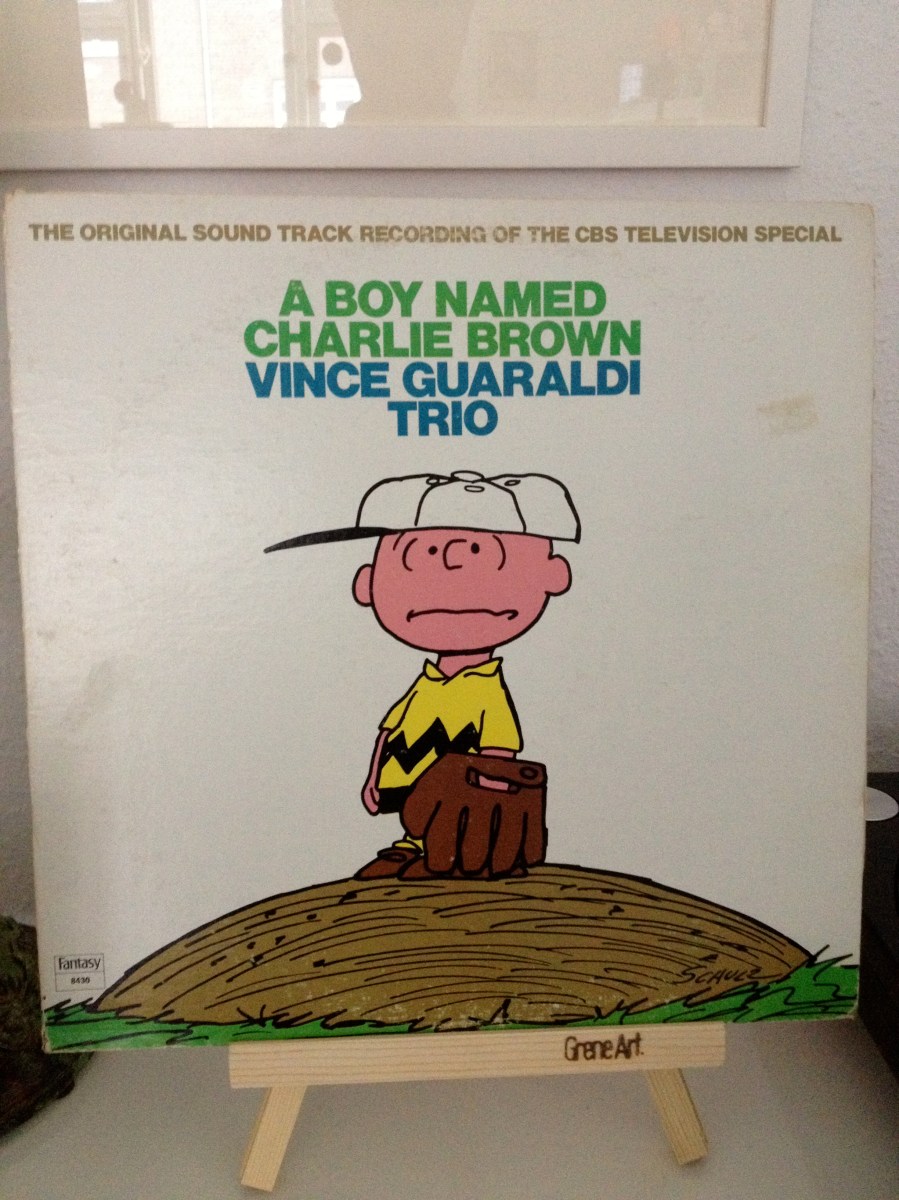 THE ORIGINAL SOUND TRACK RECORDING OF THE CBS TELEVISION SPECIAL
A BOY NAMED
CHARLIE BROWN
VINCE GUARALDI
TRIO
SCHULZ
Fantasy
8430
Grene Art.